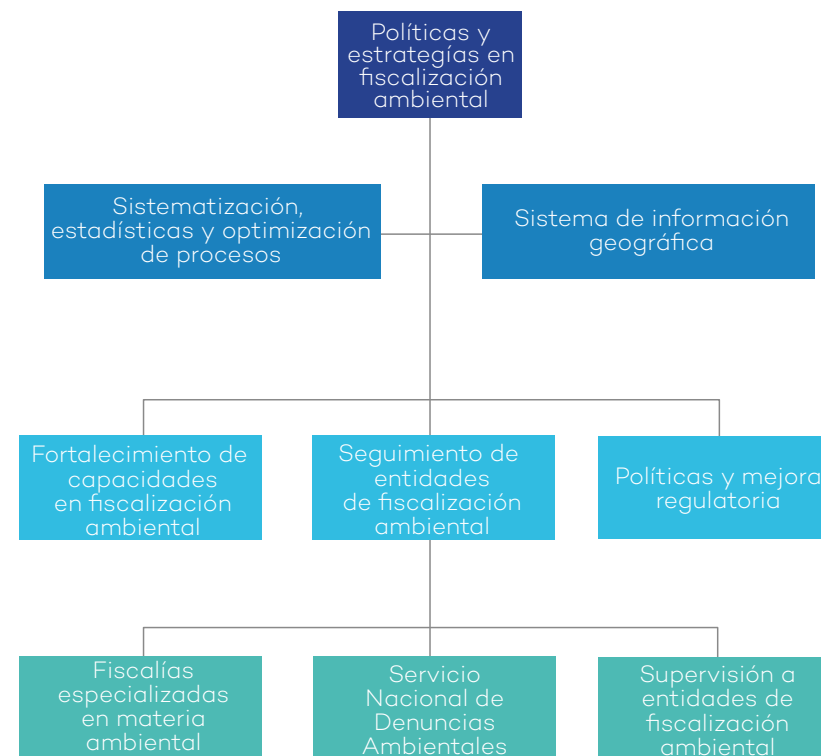 Políticas y
estrategías en
fiscalización
ambiental
Sistematización,
estadísticas y optimización
de procesos
Sistema de información
geográfica
Fortalecimiento de
capacidades
en fiscalización
ambiental
Seguimiento de
entidades
de fiscalización
ambiental
Políticas y mejora
regulatoria
Fiscalías
especializadas
en materia
ambiental
Servicio
Nacional de
Denuncias
Ambientales
Supervisión a
entidades de
fiscalización
ambiental